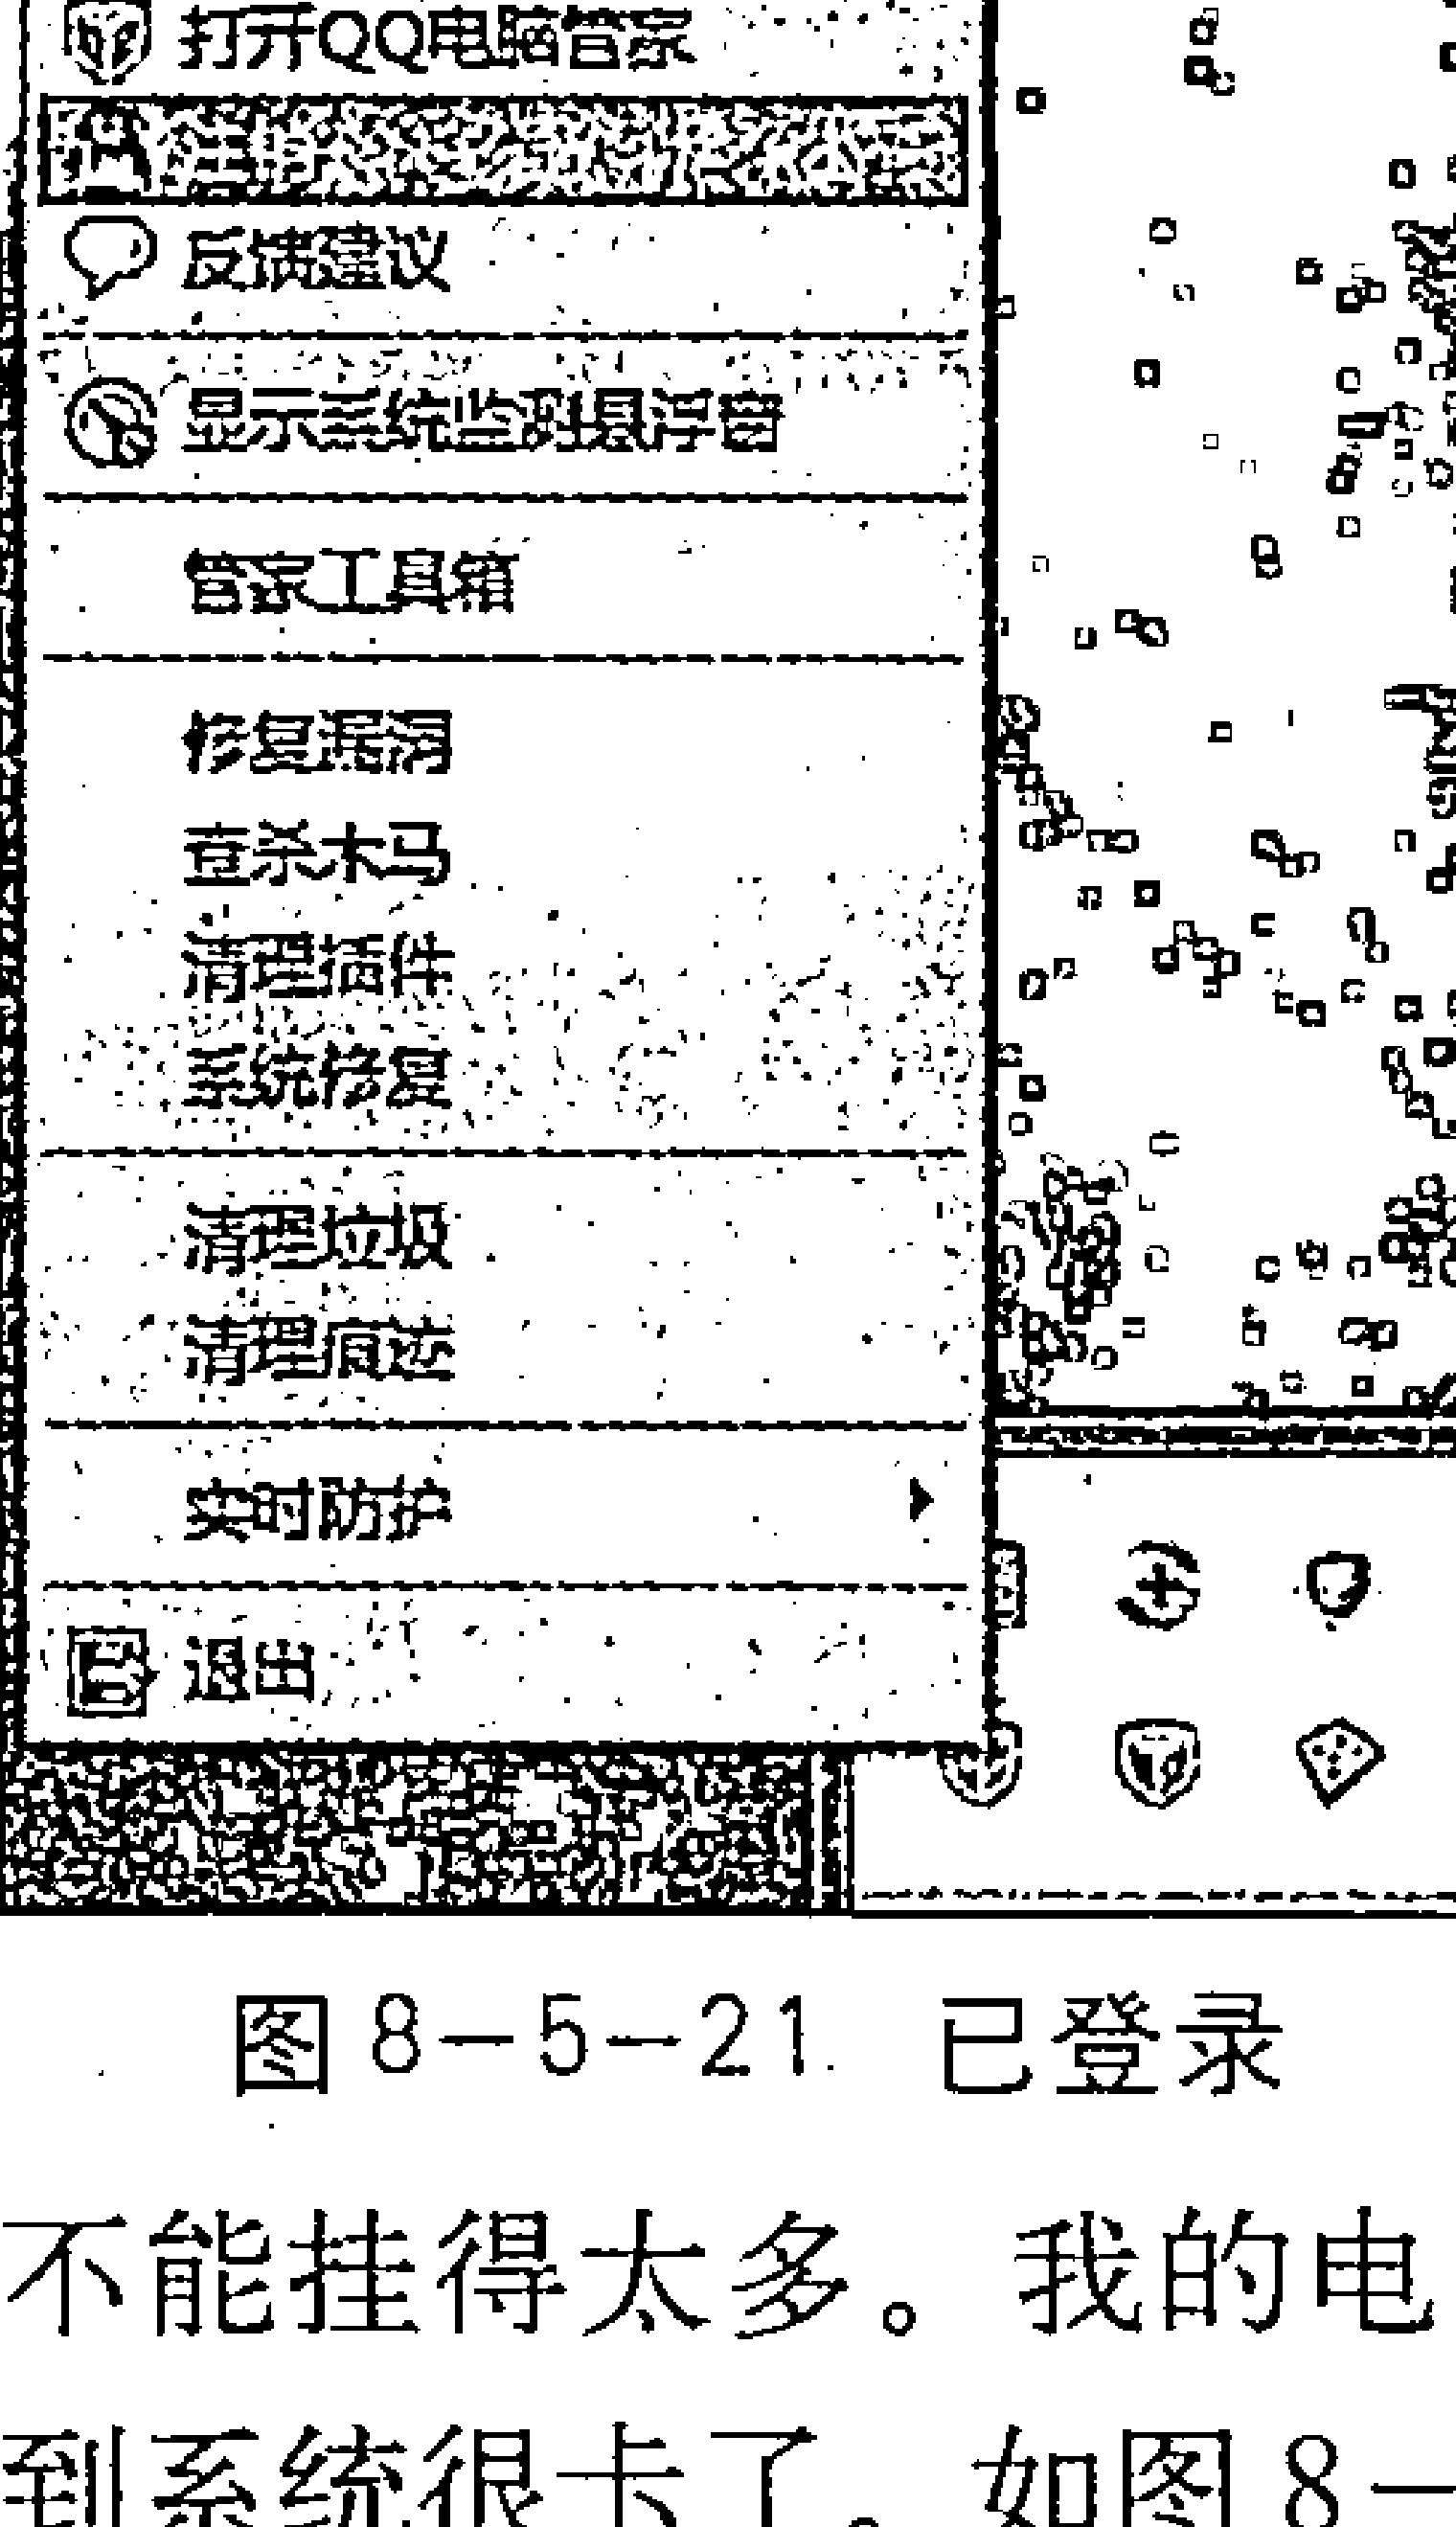 打开QQ电脑管家
反馈建议
显示系统监测悬浮窗
管家工具箱
修复漏洞
查杀木马
清理插件
系统修复
清理垃圾
清理痕迹
实时防护
退出
图 8-5-21 已登录
不能挂得太多。我的电
到系统很卡了。如图 8-